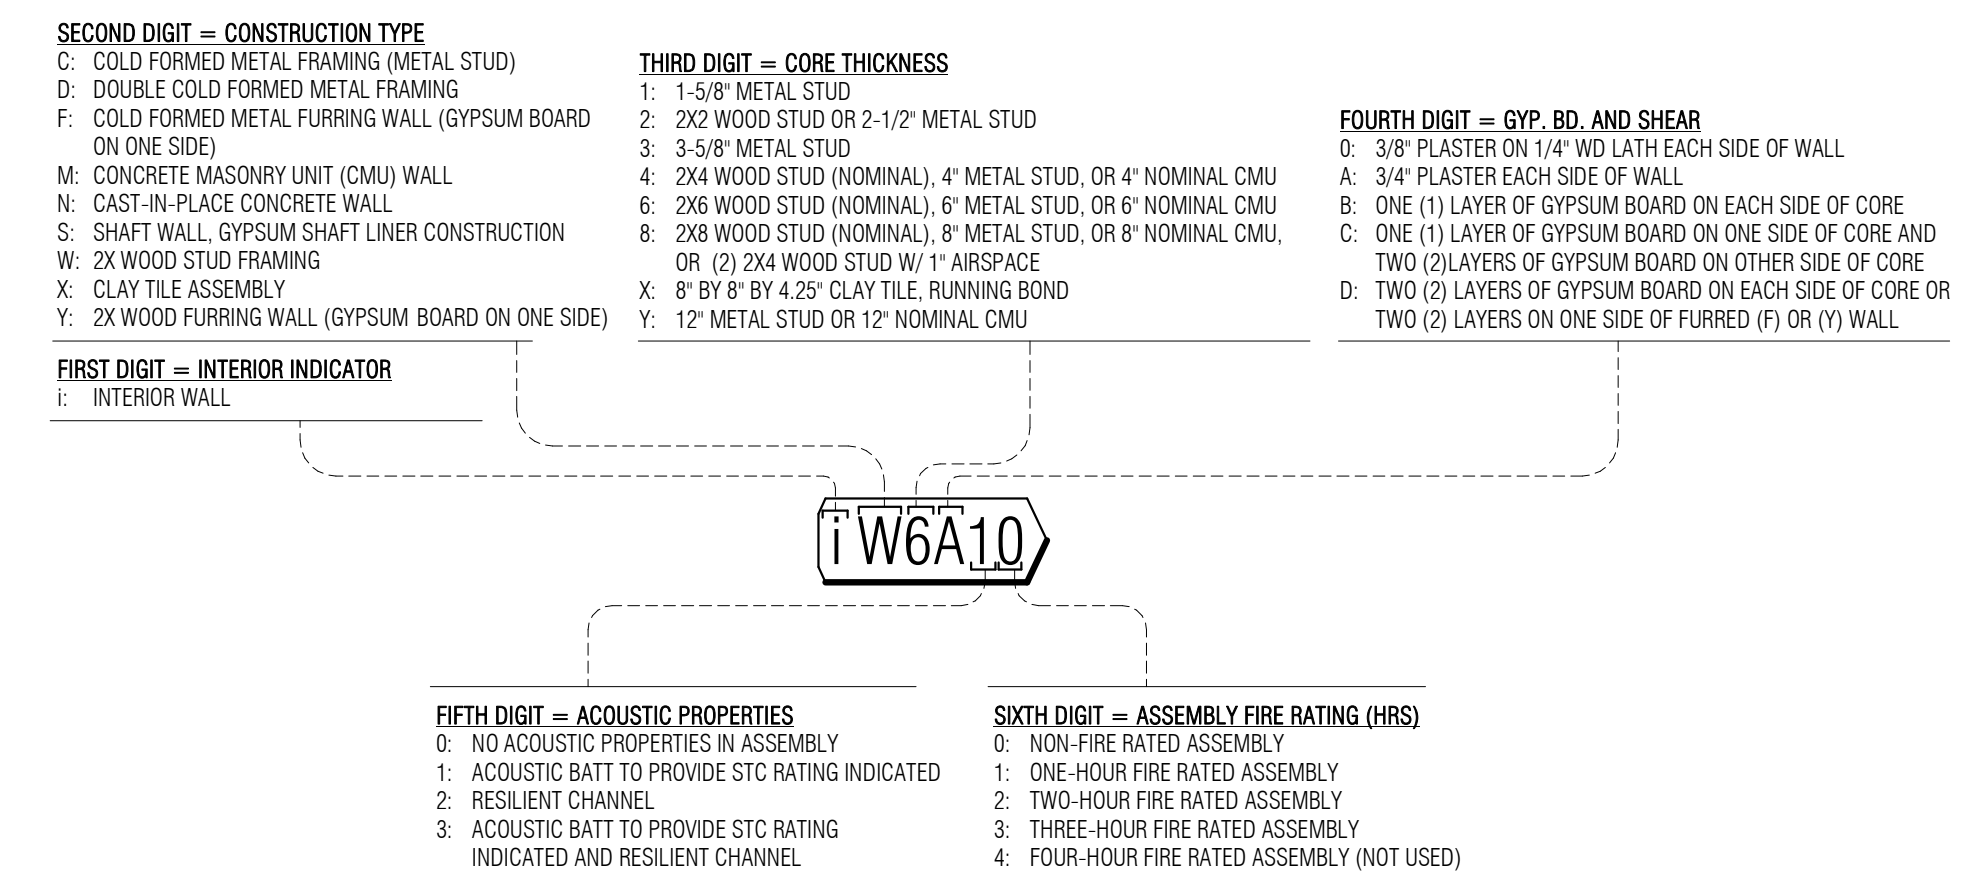 SECOND DIGIT = CONSTRUCTION TYPE
C: COLD FORMED METAL FRAMING (METAL STUD)
D: DOUBLE COLD FORMED METAL FRAMING
F: COLD FORMED METAL FURRING WALL (GYPSUM BOARD
ON ONE SIDE)
M: CONCRETE MASONRY UNIT (CMU) WALL
N: CAST-IN-PLACE CONCRETE WALL
S: SHAFT WALL, GYPSUM SHAFT LINER CONSTRUCTION
W: 2X WOOD STUD FRAMING
X: CLAY TILE ASSEMBLY
Y: 2X WOOD FURRING WALL (GYPSUM BOARD ON ONE SIDE)
FIRST DIGIT = INTERIOR INDICATOR
i: INTERIOR WALL
THIRD DIGIT = CORE THICKNESS
1: 1-5/8" METAL STUD
2: 2X2 WOOD STUD OR 2-1/2" METAL STUD
3: 3-5/8" METAL STUD
4: 2X4 WOOD STUD (NOMINAL), 4" METAL STUD, OR 4" NOMINAL CMU
6: 2X6 WOOD STUD (NOMINAL), 6" METAL STUD, OR 6" NOMINAL CMU
8: 2X8 WOOD STUD (NOMINAL), 8" METAL STUD, OR 8" NOMINAL CMU,
OR (2) 2X4 WOOD STUD W/ 1" AIRSPACE
X: 8" BY 8" BY 4.25" CLAY TILE, RUNNING BOND
Y: 12" METAL STUD OR 12" NOMINAL CMU
FOURTH DIGIT = GYP. BD. AND SHEAR
0: 3/8" PLASTER ON 1/4" WD LATH EACH SIDE OF WALL
A: 3/4" PLASTER EACH SIDE OF WALL
B: ONE (1) LAYER OF GYPSUM BOARD ON EACH SIDE OF CORE
C: ONE (1) LAYER OF GYPSUM BOARD ON ONE SIDE OF CORE AND
TWO (2)LAYERS OF GYPSUM BOARD ON OTHER SIDE OF CORE
D: TWO (2) LAYERS OF GYPSUM BOARD ON EACH SIDE OF CORE OR
TWO (2) LAYERS ON ONE SIDE OF FURRED (F) OR (Y) WALL
iW6A10
FIFTH DIGIT = ACOUSTIC PROPERTIES
0: NO ACOUSTIC PROPERTIES IN ASSEMBLY
1: ACOUSTIC BATT TO PROVIDE STC RATING INDICATED
2: RESILIENT CHANNEL
3: ACOUSTIC BATT TO PROVIDE STC RATING
INDICATED AND RESILIENT CHANNEL
SIXTH DIGIT = ASSEMBLY FIRE RATING (HRS)
0: NON-FIRE RATED ASSEMBLY
1: ONE-HOUR FIRE RATED ASSEMBLY
2: TWO-HOUR FIRE RATED ASSEMBLY
3: THREE-HOUR FIRE RATED ASSEMBLY
4: FOUR-HOUR FIRE RATED ASSEMBLY (NOT USED)